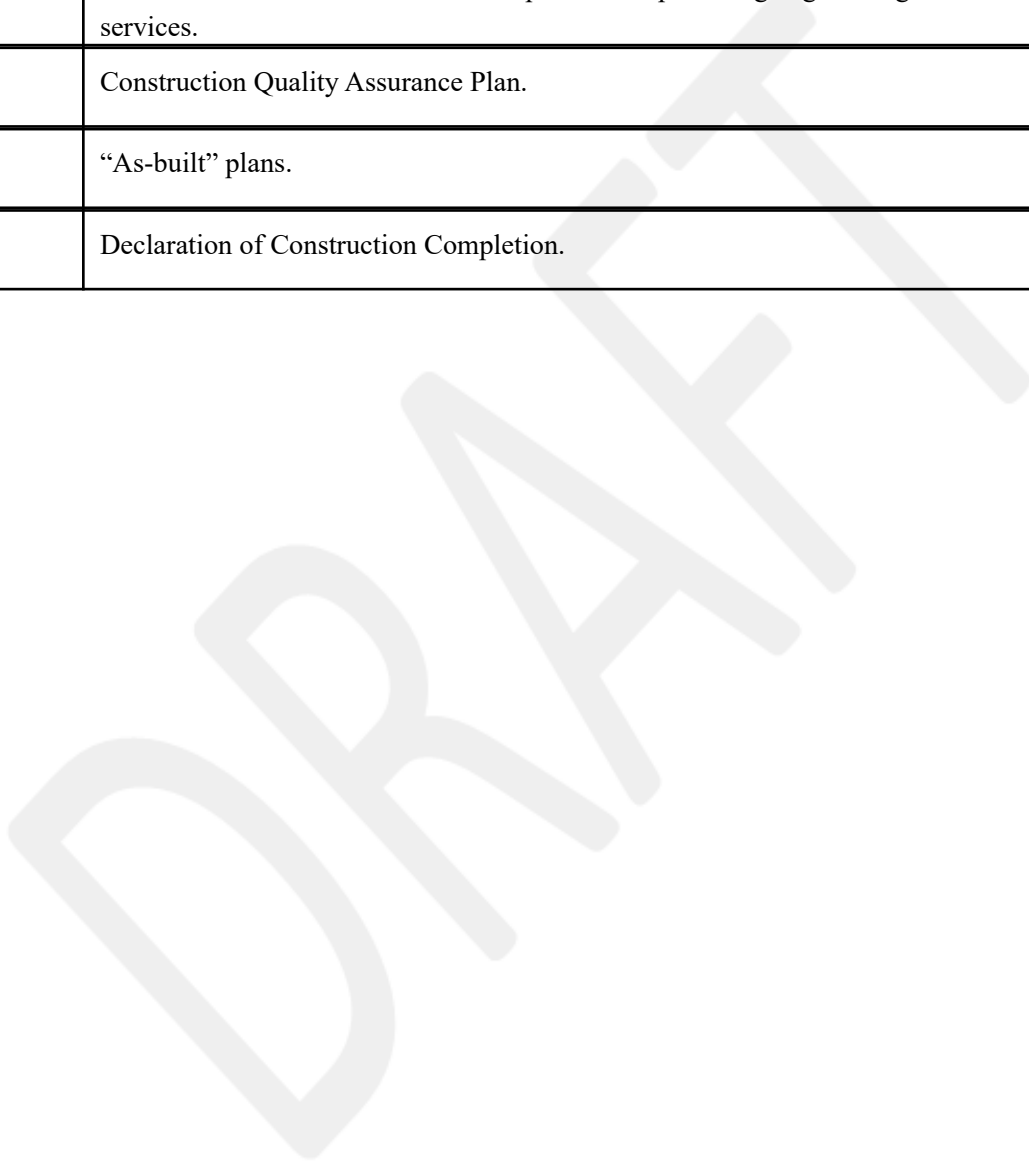 services.
Construction Quality Assurance Plan.
“As-built” plans.
Declaration of Construction Completion.
DRAFT